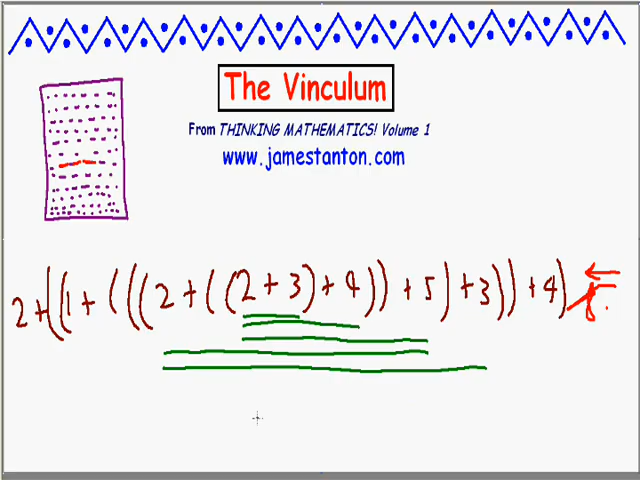 The Vinculum
From THINKING MATHEMATICS! Volume 1
www.jamestanton.com
2+((1+((((2+((2+3)+4))+5)+3))+4)